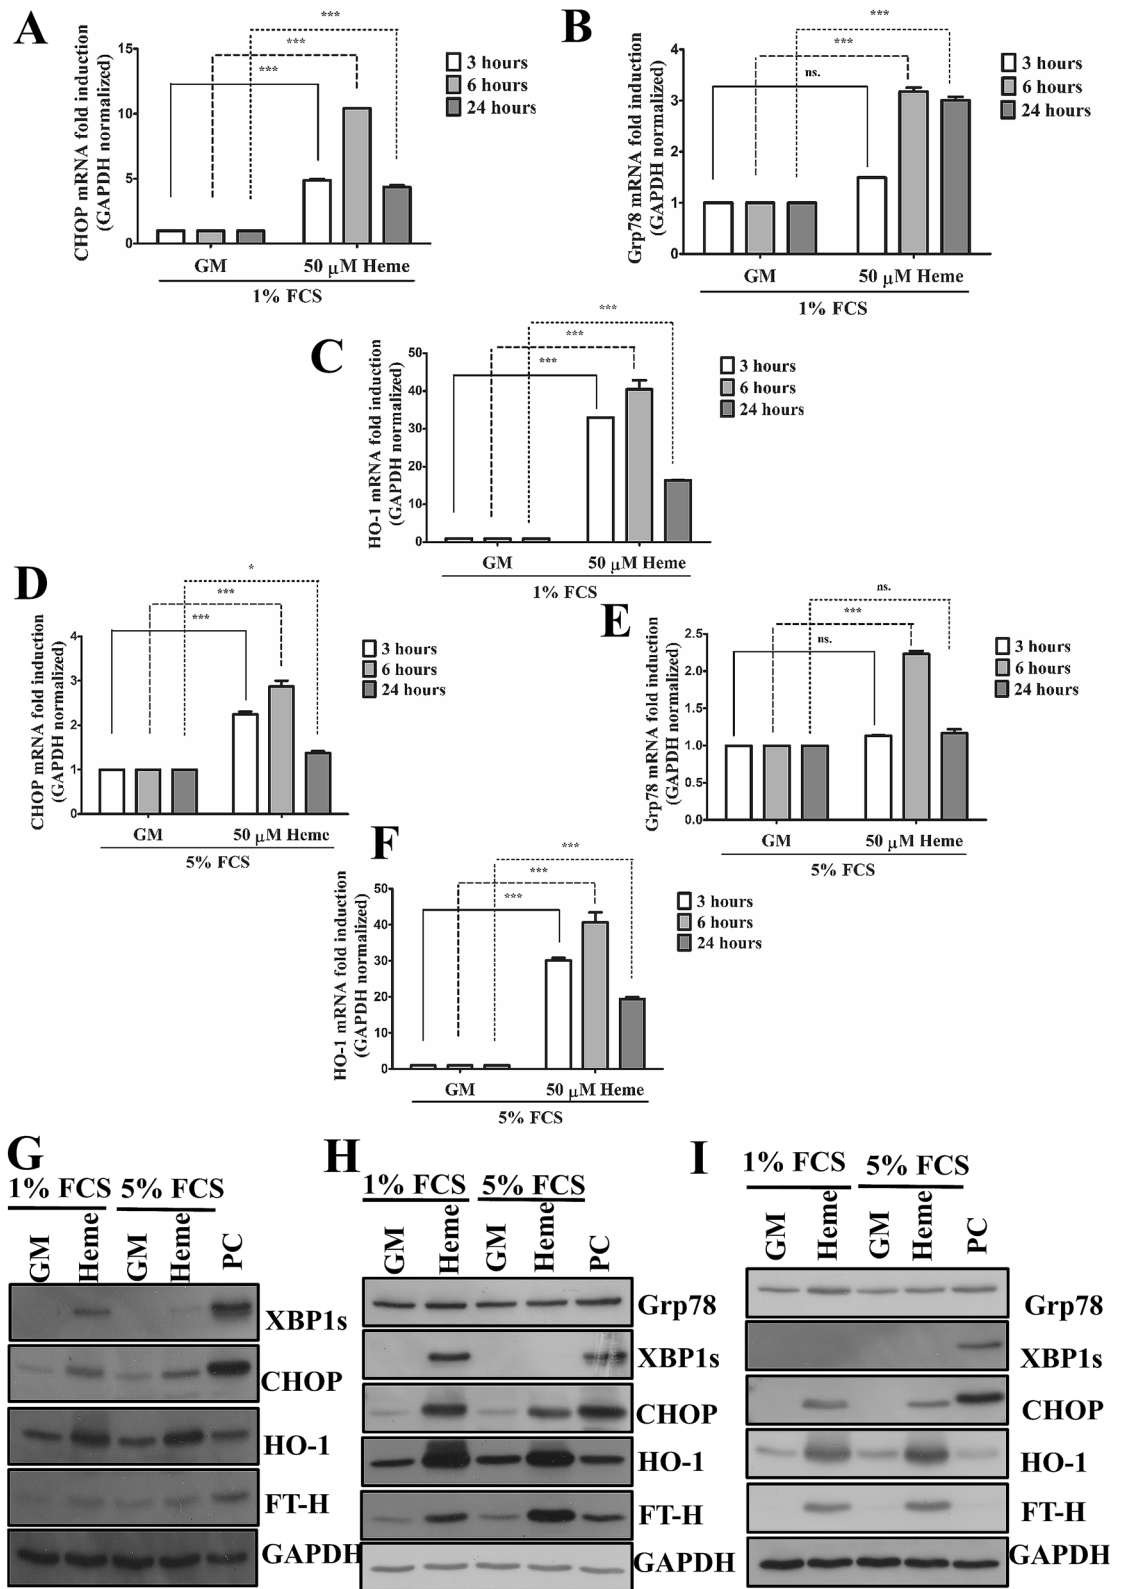 A
CHOP mRNA fold induction
(GAPDH normalized)
15
10
5
0
***
***
***
3 hours
6 hours
24 hours
GM
50 µM Heme
1% FCS
B
Grp78 mRNA fold induction
(GAPDH normalized)
4
3
2
1
0
***
***
ns.
3 hours
6 hours
24 hours
GM
50 µM Heme
1% FCS
C
HO-1 mRNA fold induction
(GAPDH normalized)
50
40
30
20
10
0
***
***
***
3 hours
6 hours
24 hours
GM
50 µM Heme
1% FCS
D
CHOP mRNA fold induction
(GAPDH normalized)
4
3
2
1
0
*
***
***
3 hours
6 hours
24 hours
GM
50 µM Heme
5% FCS
E
Grp78 mRNA fold induction
(GAPDH normalized)
2.5
2.0
1.5
1.0
0.5
0.0
ns.
***
ns.
3 hours
6 hours
24 hours
GM
50 µM Heme
5% FCS
F
HO-1 mRNA fold induction
(GAPDH normalized)
50
40
30
20
10
0
***
***
***
3 hours
6 hours
24 hours
GM
50 µM Heme
5% FCS
G
1% FCS 5% FCS
GM Heme GM Heme PC
XBP1s
CHOP
HO-1
FT-H
GAPDH
H
1% FCS 5% FCS
GM Heme GM Heme PC
Grp78
XBP1s
CHOP
HO-1
FT-H
GAPDH
I
1% FCS 5% FCS
GM Heme GM Heme PC
Grp78
XBP1s
CHOP
HO-1
FT-H
GAPDH